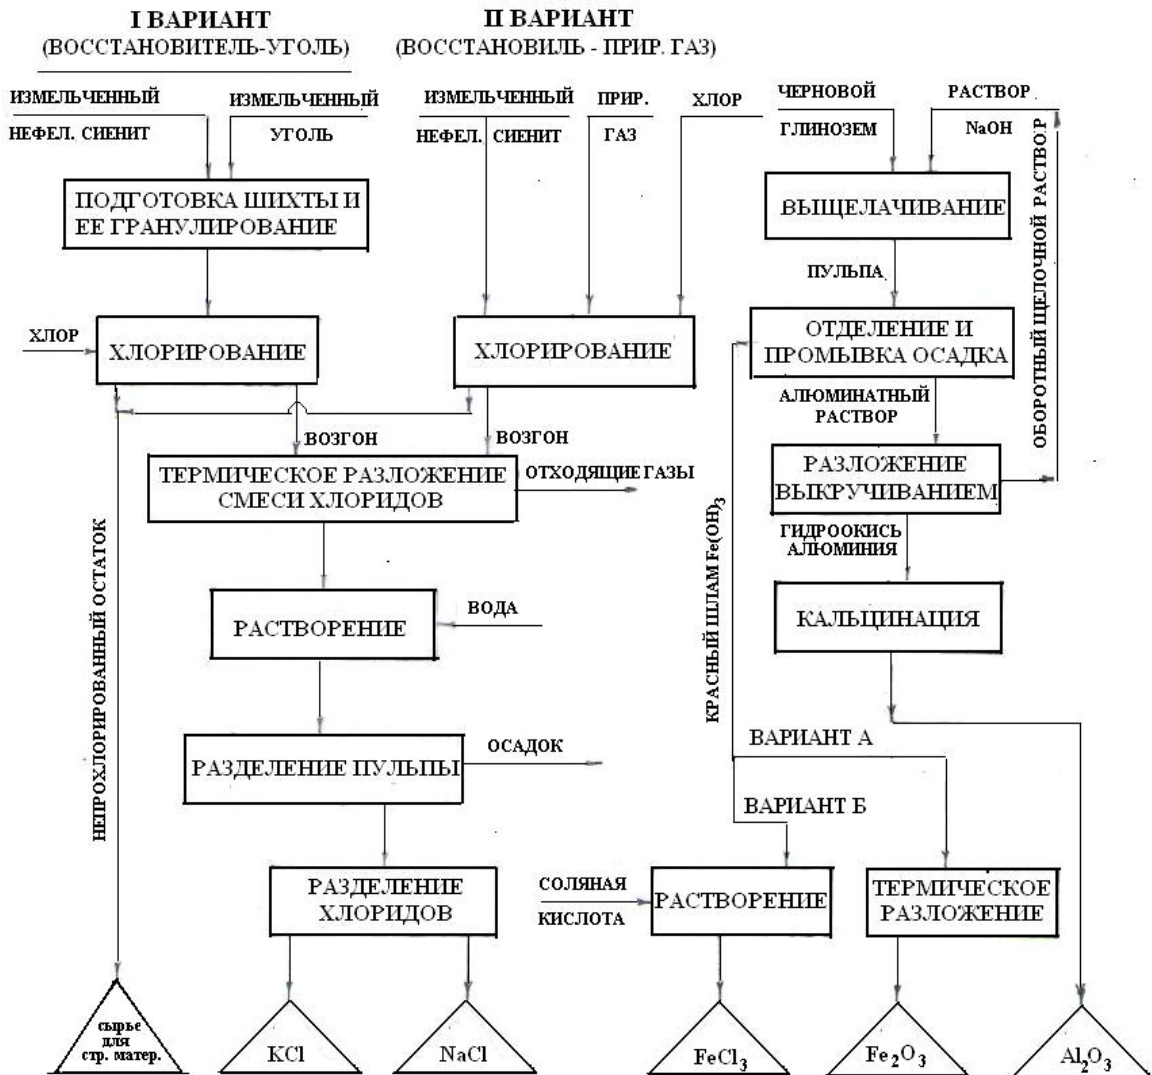 I ВАРИАНТ
(ВОССТАНОВИТЕЛЬ-УГОЛЬ)
II ВАРИАНТ
(ВОССТАНОВИЛЬ - ПРИР. ГАЗ)
ИЗМЕЛЬЧЕННЫЙ
НЕФЕЛ. СИЕНИТ
ИЗМЕЛЬЧЕННЫЙ
УГОЛЬ
ИЗМЕЛЬЧЕННЫЙ
НЕФЕЛ. СИЕНИТ
ПРИР.
ГАЗ
ХЛОР
ЧЕРНОВОЙ
ГЛИНОЗЕМ
РАСТВОР
NaOH
ПОДГОТОВКА ШИХТЫ И
ЕЕ ГРАНУЛИРОВАНИЕ
ВЫЩЕЛАЧИВАНИЕ
ОБОРОТНЫЙ ЩЕЛОЧНОЙ РАСТВОР
ПУЛЬПА
ХЛОР
ХЛОРИРОВАНИЕ
ХЛОРИРОВАНИЕ
ОТДЕЛЕНИЕ И
ПРОМЫВКА ОСАДКА
АЛЮМИНАТНЫЙ
РАСТВОР
ВОЗГОН
ВОЗГОН
ТЕРМИЧЕСКОЕ РАЗЛОЖЕНИЕ
СМЕСИ ХЛОРИДОВ
ОТХОДЯЩИЕ ГАЗЫ
РАЗЛОЖЕНИЕ
ВЫКРУЧИВАНИЕМ
ГИДРООКИСЬ
АЛЮМИНИЯ
НЕПРОХЛОРИРОВАННЫЙ ОСТАТОК
КРАСНЫЙ ШЛАМ Fe(OH)3
РАСТВОРЕНИЕ
ВОДА
КАЛЬЦИНАЦИЯ
РАЗДЕЛЕНИЕ ПУЛЬПЫ
ОСАДОК
ВАРИАНТ А
ВАРИАНТ Б
РАЗДЕЛЕНИЕ
ХЛОРИДОВ
СОЛЯНАЯ
КИСЛОТА
РАСТВОРЕНИЕ
ТЕРМИЧЕСКОЕ
РАЗЛОЖЕНИЕ
сырье
для
стр. матер.
KCl
NaCl
FeCl3
Fe2O3
Al2O3